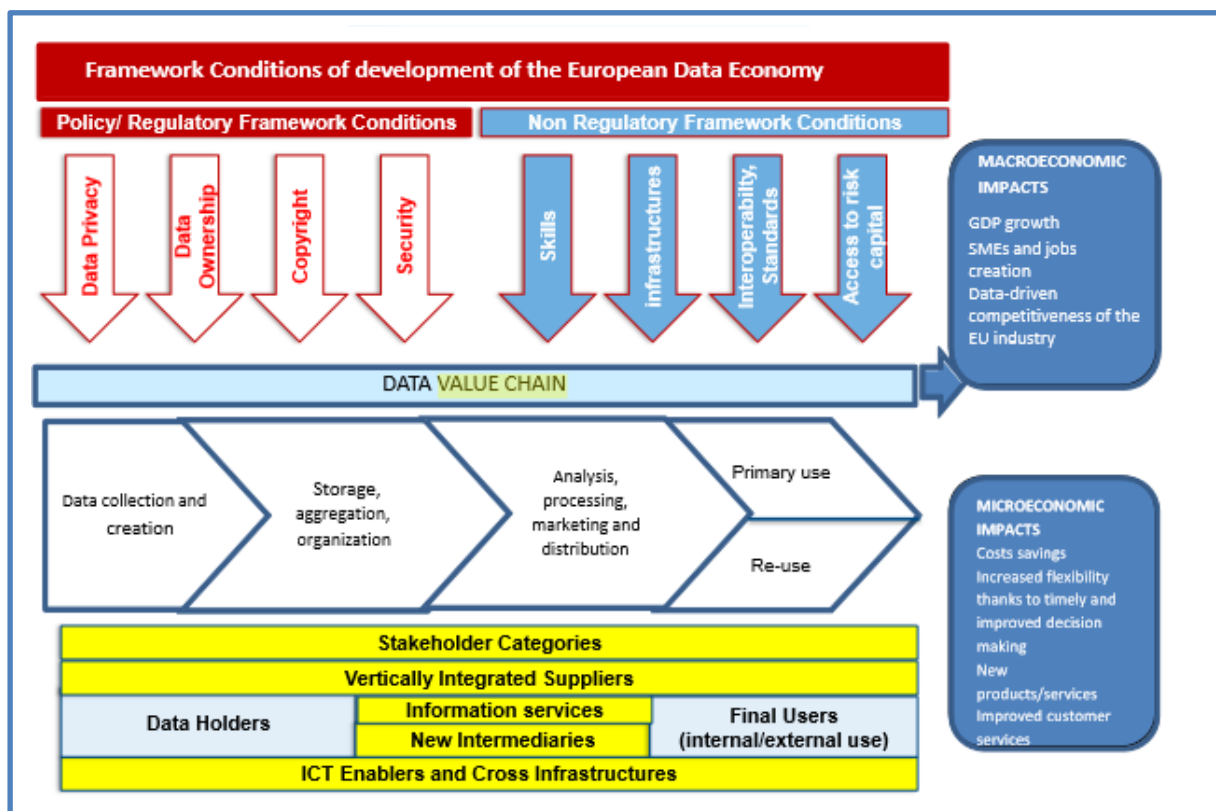 Framework Conditions of development of the European Data Economy
Policy/ Regulatory Framework Conditions
Non Regulatory Framework Conditions
Data Privacy
Data
Ownership
Copyright
Security
Skills
infrastructures
Interoperabilty,
Standards
Access to risk
capital
MACROECONOMIC
IMPACTS
GDP growth
SMEs and jobs
creation
Data-driven
competitiveness of the
EU industry
DATA VALUE CHAIN
Data collection and
creation
Storage,
aggregation,
organization
Analysis,
processing,
marketing and
distribution
Primary use
Re-use
MICROECONOMIC
IMPACTS
Costs savings
Increased flexibility
thanks to timely and
improved decision
making
New
products/services
Improved customer
services
Stakeholder Categories
Vertically Integrated Suppliers
Data Holders
Information services
New Intermediaries
Final Users
(internal/external use)
ICT Enablers and Cross Infrastructures